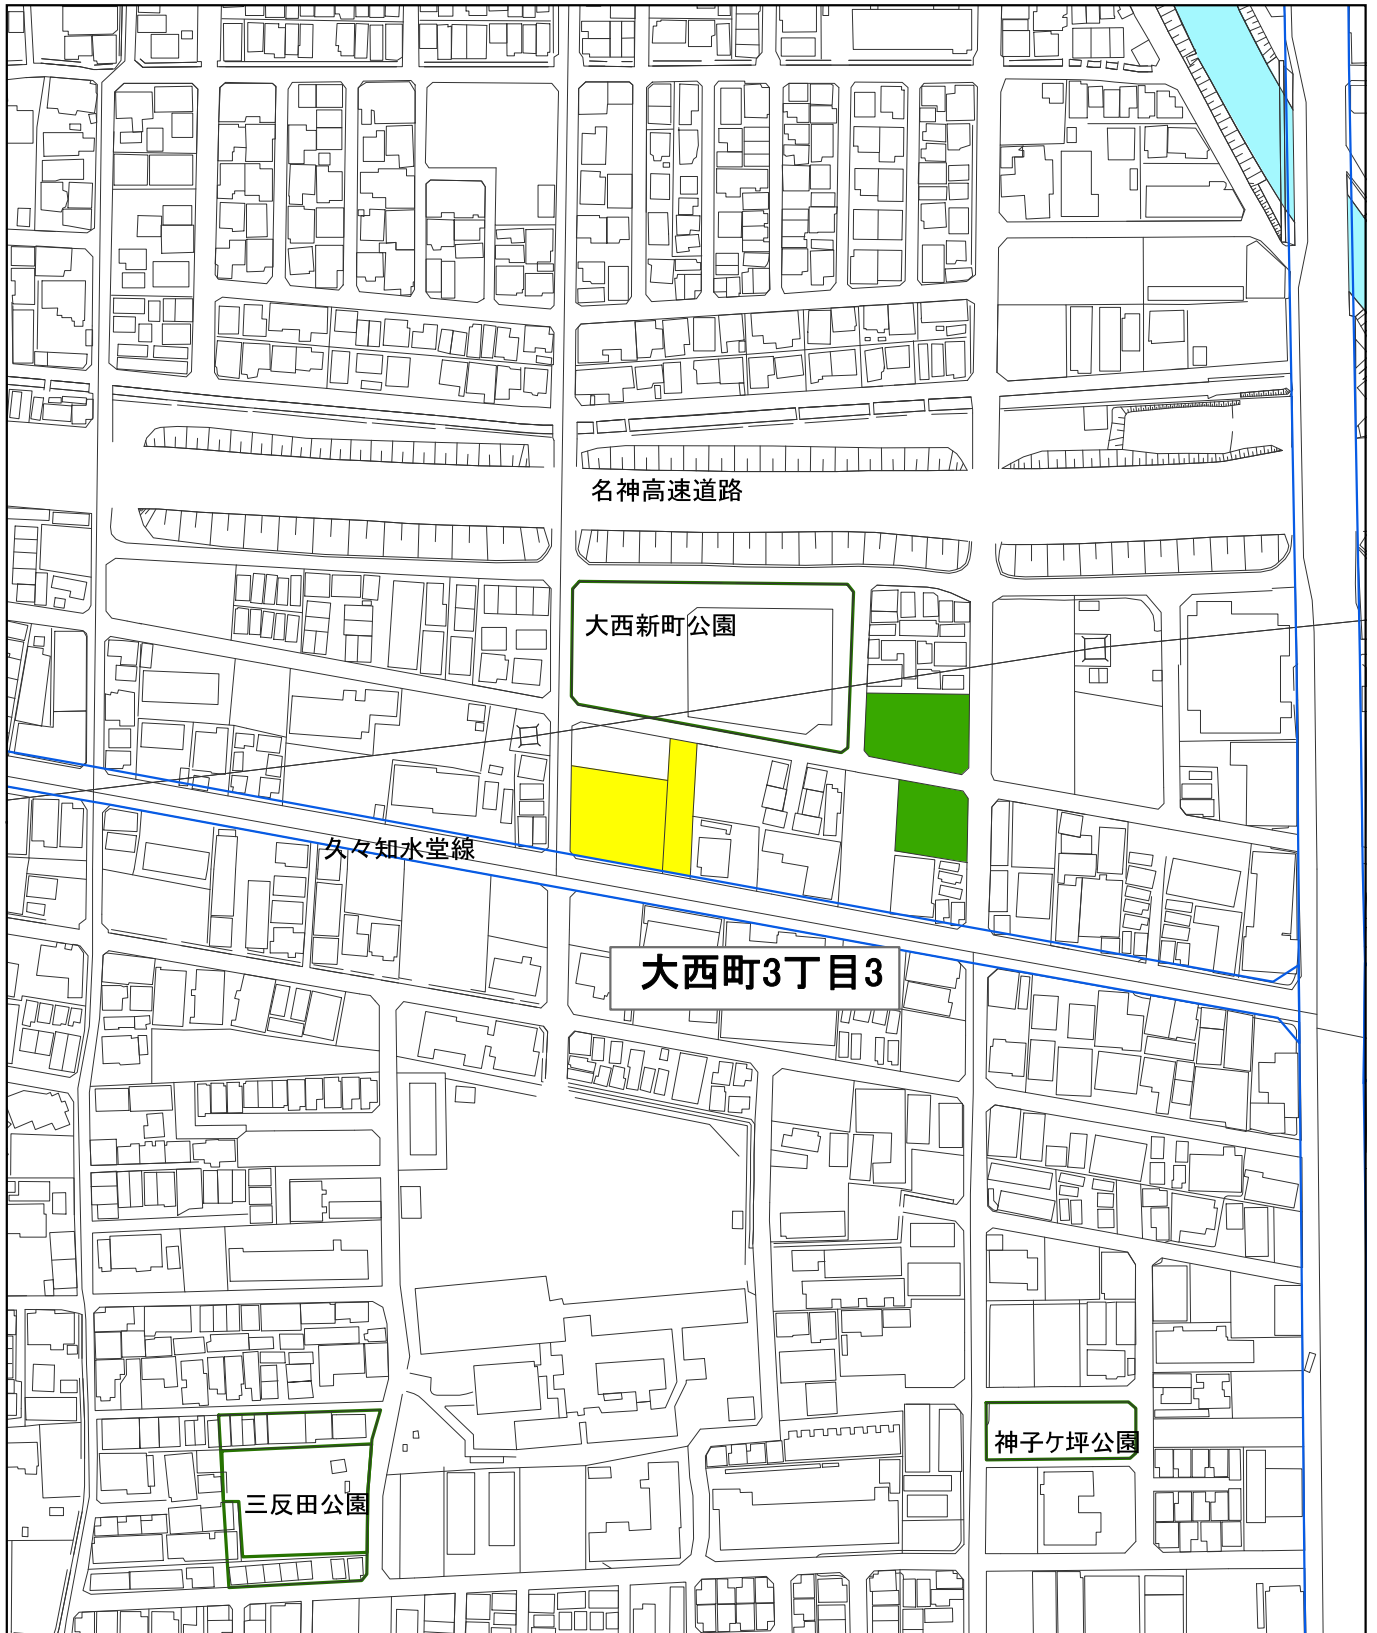 名神高速道路
大西新町公園
久々知水堂線
大西町3丁目3
神子ケ坪公園
三反田公園